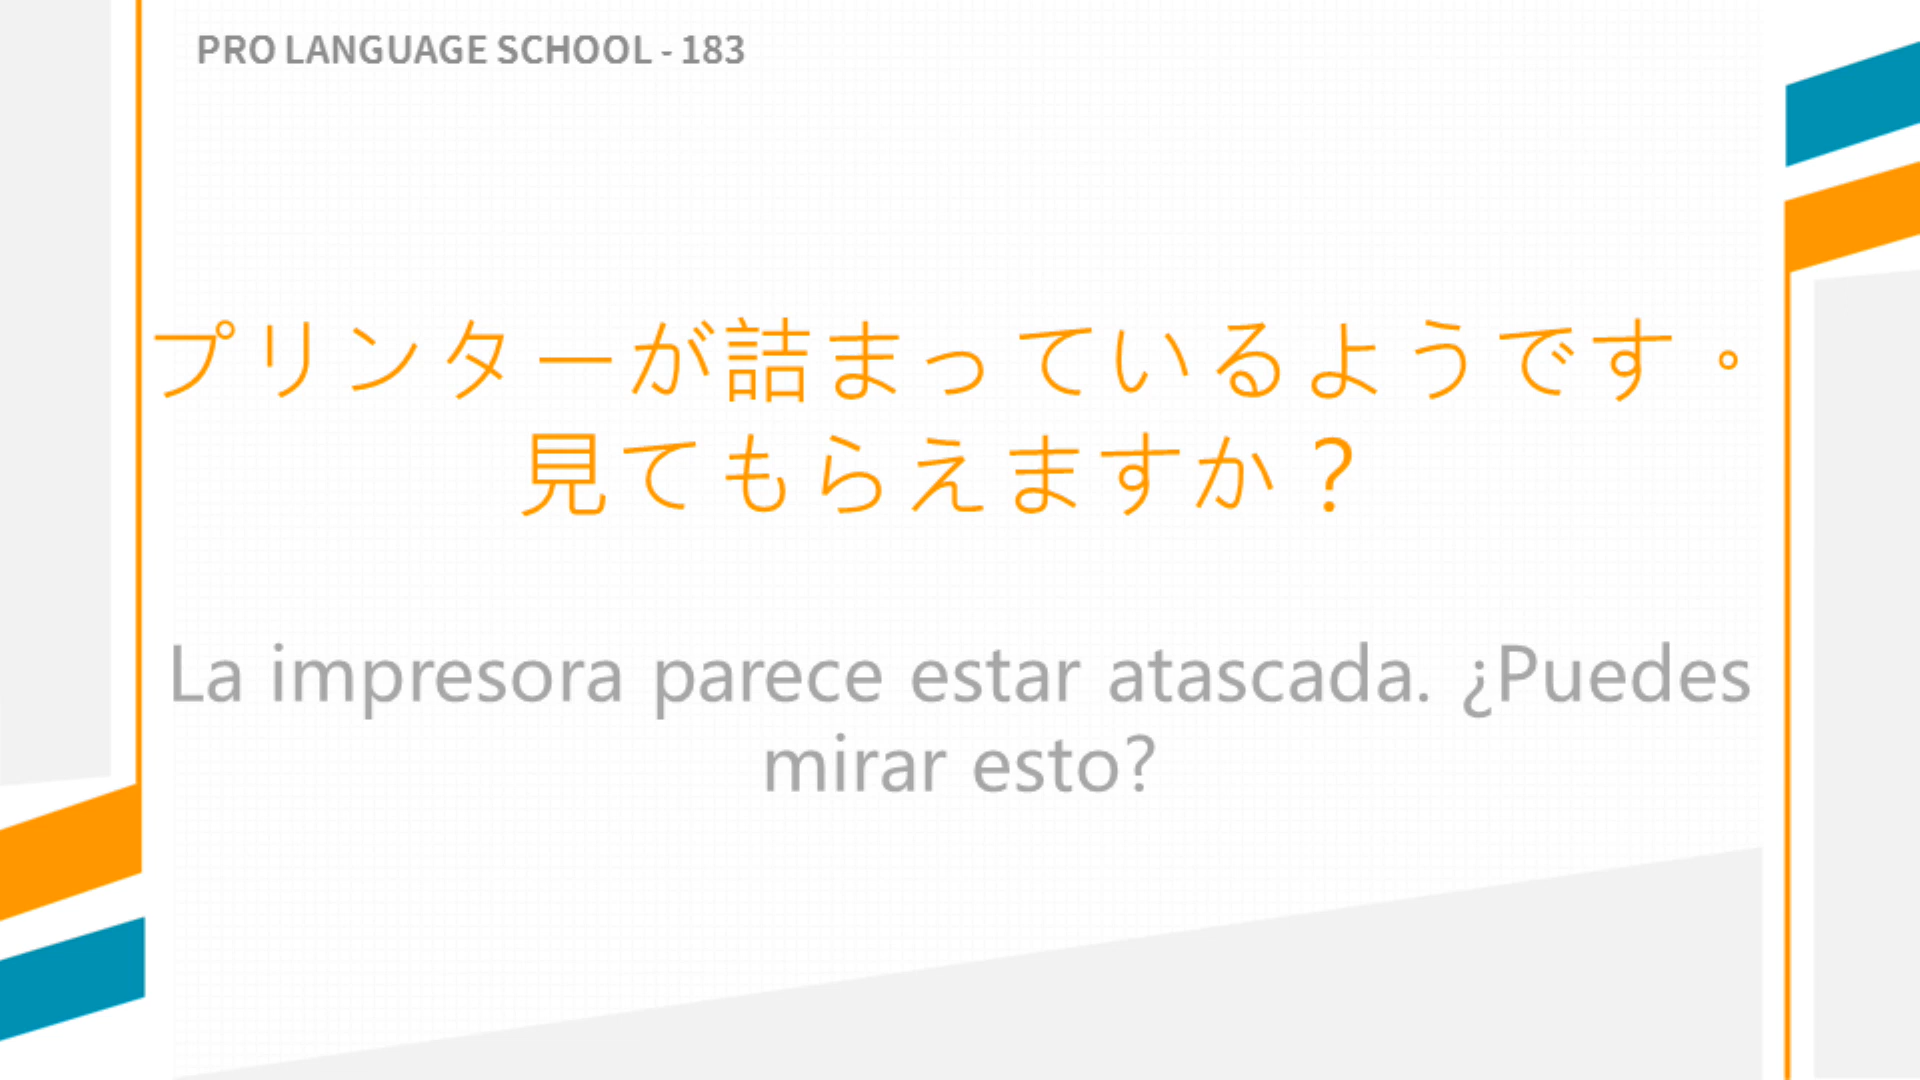 PRO LANGUAGE SCHOOL - 183
プリンターが詰まっているようです。
見てもらえますか？
La impresora parece estar atascada. ¿Puedes
mirar esto?